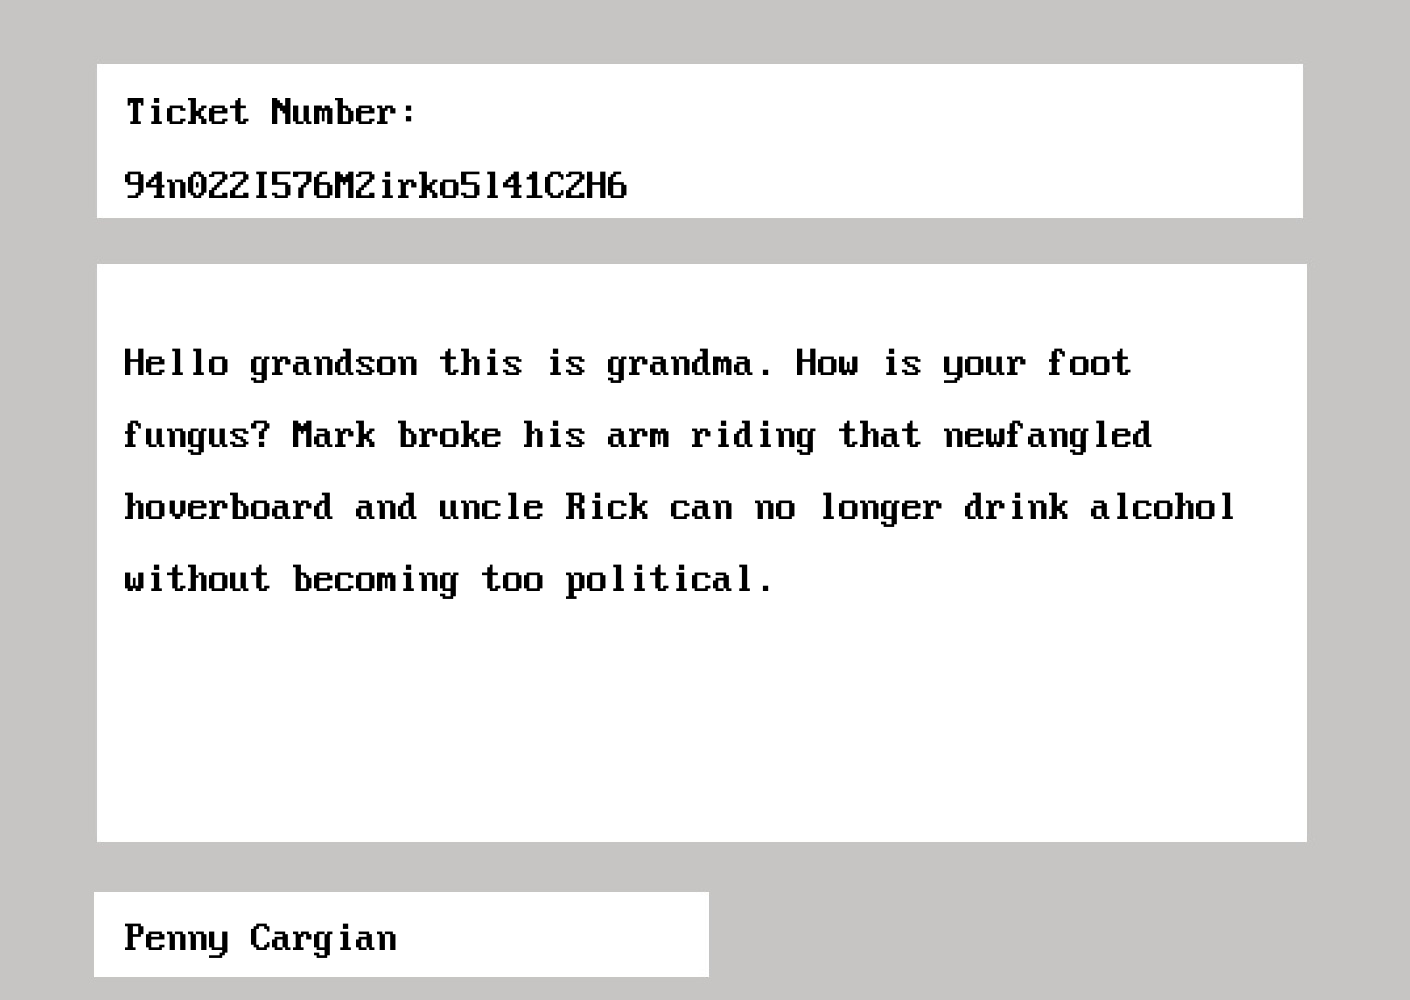 Ticket Number:
94n022I576M2irko5l41C2H6
Hello grandson this is grandma. How is your foot
fungus? Mark broke his arm riding that newfangled
hoverboard and uncle Rick can no longer drink alcohol
without becoming too political.
Penny Cargian